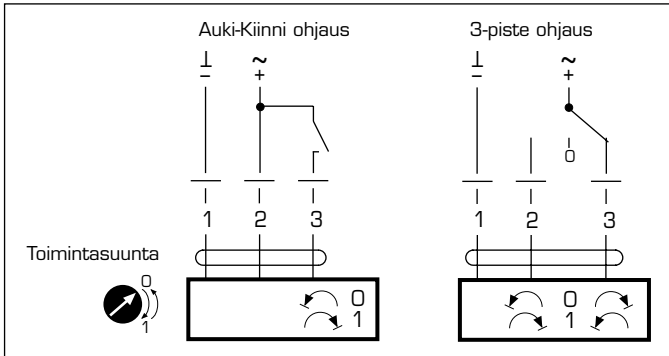 Auki-Kiinni ohjaus
⊥ ~
− +
1 2 3
Toimintasuunta
0
1
0
1
3-piste ohjaus
⊥ ~
− +
0
1 2 3
0
1